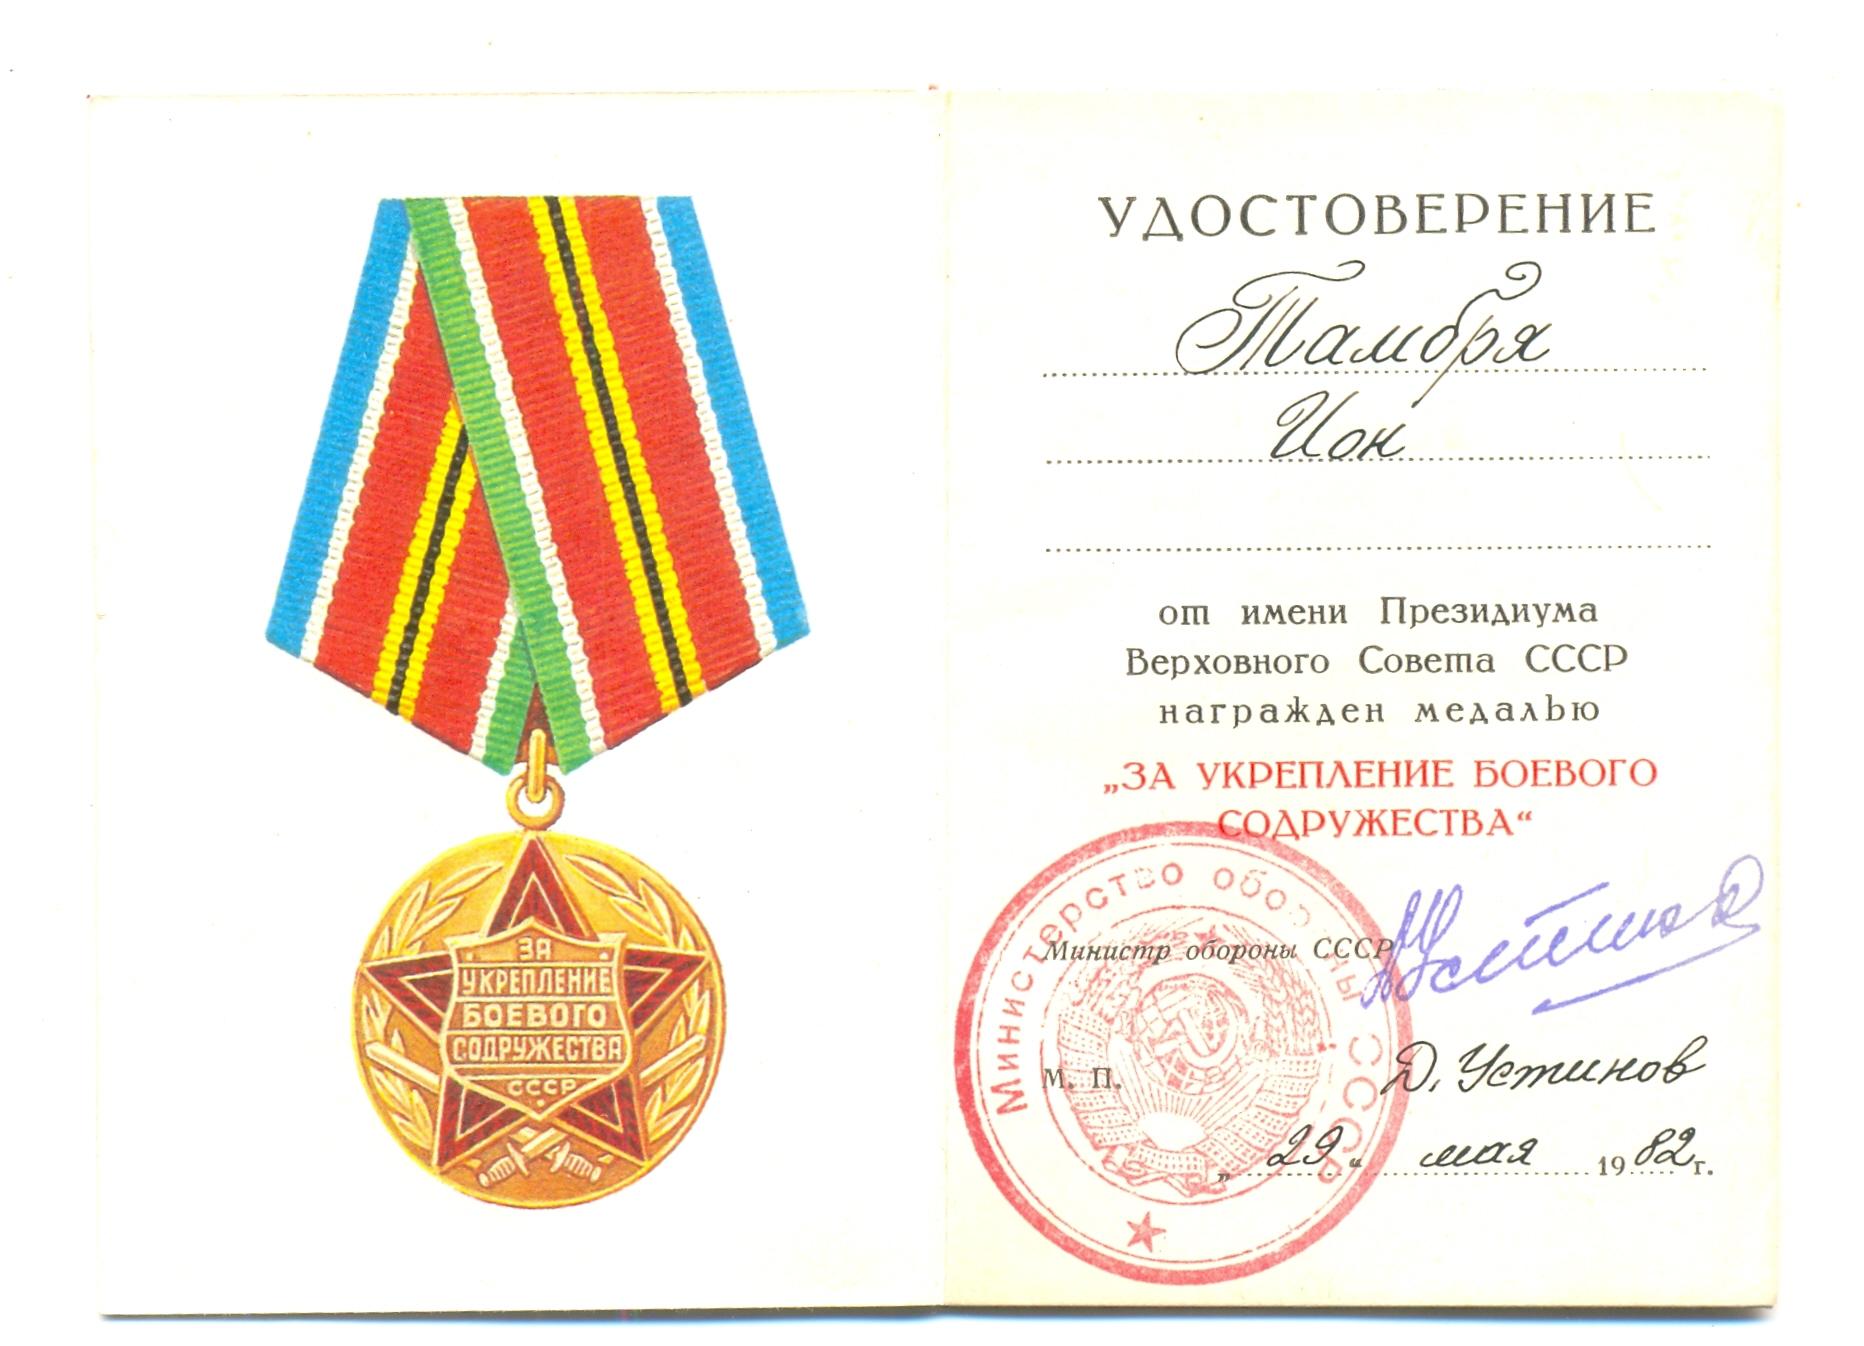 ЗА
УКРЕПЛЕНИЕ
БОЕВОГО
СОДРУЖЕСТВА
СССР
УДОСТОВЕРЕНИЕ
Тамбря
Ион
от имени Президиума
Верховного Совета СССР
награжден медалью
„ЗА УКРЕПЛЕНИЕ БОЕВОГО
СОДРУЖЕСТВА“
Министерство обороны СССР
Министр обороны СССР Устинов
М. П.
Д. Устинов
„ 29 “ мая 1982 г.